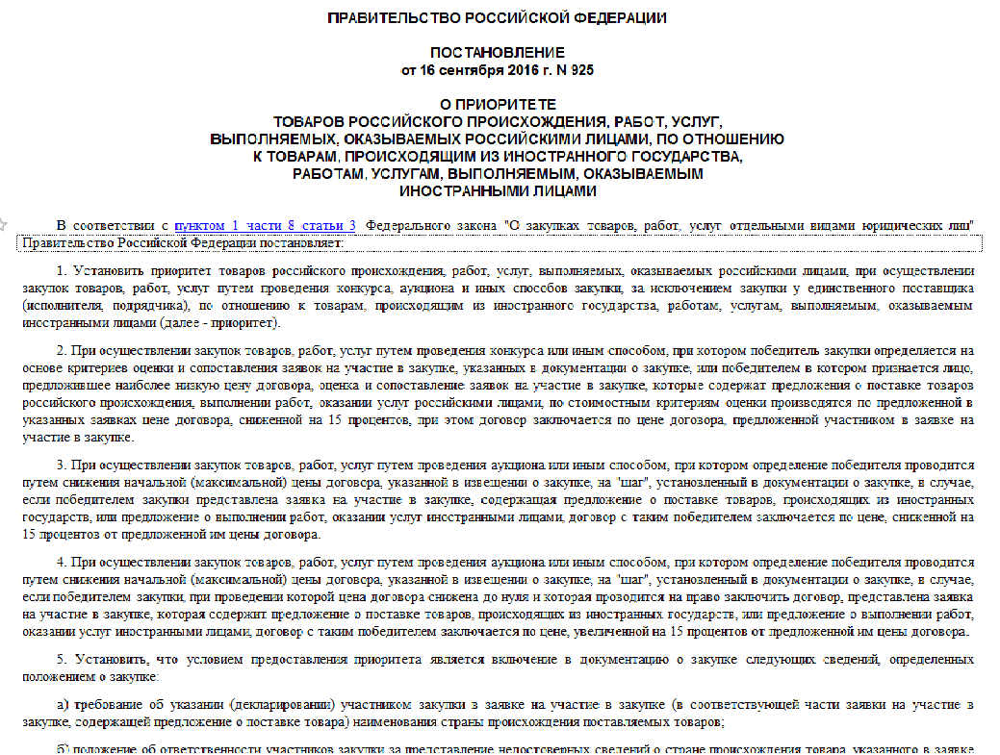 ПРАВИТЕЛЬСТВО РОССИЙСКОЙ ФЕДЕРАЦИИ
ПОСТАНОВЛЕНИЕ
от 16 сентября 2016 г. N 925
О ПРИОРИТЕТЕ
ТОВАРОВ РОССИЙСКОГО ПРОИСХОЖДЕНИЯ, РАБОТ, УСЛУГ,
ВЫПОЛНЯЕМЫХ, ОКАЗЫВАЕМЫХ РОССИЙСКИМИ ЛИЦАМИ, ПО ОТНОШЕНИЮ
К ТОВАРАМ, ПРОИСХОДЯЩИМ ИЗ ИНОСТРАННОГО ГОСУДАРСТВА,
РАБОТАМ, УСЛУГАМ, ВЫПОЛНЯЕМЫМ, ОКАЗЫВАЕМЫМ
ИНОСТРАННЫМИ ЛИЦАМИ
В соответствии с пунктом 1 части 8 статьи 3 Федерального закона "О закупках товаров, работ, услуг отдельными видами юридических лиц"
Правительство Российской Федерации постановляет:
1. Установить приоритет товаров российского происхождения, работ, услуг, выполняемых, оказываемых российскими лицами, при осуществлении
закупок товаров, работ, услуг путем проведения конкурса, аукциона и иных способов закупки, за исключением закупки у единственного поставщика
(исполнителя, подрядчика), по отношению к товарам, происходящим из иностранного государства, работам, услугам, выполняемым, оказываемым
иностранными лицами (далее - приоритет).
2. При осуществлении закупок товаров, работ, услуг путем проведения конкурса или иным способом, при котором победитель закупки определяется на
основе критериев оценки и сопоставления заявок на участие в закупке, указанных в документации о закупке, или победителем в котором признается лицо,
предложившее наиболее низкую цену договора, оценка и сопоставление заявок на участие в закупке, которые содержат предложения о поставке товаров
российского происхождения, выполнении работ, оказании услуг российскими лицами, по стоимостным критериям оценки производятся по предложенной в
указанных заявках цене договора, сниженной на 15 процентов, при этом договор заключается по цене договора, предложенной участником в заявке на
участие в закупке.
3. При осуществлении закупок товаров, работ, услуг путем проведения аукциона или иным способом, при котором определение победителя проводится
путем снижения начальной (максимальной) цены договора, указанной в извещении о закупке, на "шаг", установленный в документации о закупке, в случае,
если победителем закупки представлена заявка на участие в закупке, содержащая предложение о поставке товаров, происходящих из иностранных
государств, или предложение о выполнении работ, оказании услуг иностранными лицами, договор с таким победителем заключается по цене, сниженной на
15 процентов от предложенной им цены договора.
4. При осуществлении закупок товаров, работ, услуг путем проведения аукциона или иным способом, при котором определение победителя проводится
путем снижения начальной (максимальной) цены договора, указанной в извещении о закупке, на "шаг", установленный в документации о закупке, в случае,
если победителем закупки, при проведении которой цена договора снижена до нуля и которая проводится на право заключить договор, представлена заявка
на участие в закупке, которая содержит предложение о поставке товаров, происходящих из иностранных государств, или предложение о выполнении работ,
оказании услуг иностранными лицами, договор с таким победителем заключается по цене, увеличенной на 15 процентов от предложенной им цены договора.
5. Установить, что условием предоставления приоритета является включение в документацию о закупке следующих сведений, определенных
положением о закупке:
а) требование об указании (декларировании) участником закупки в заявке на участие в закупке (в соответствующей части заявки на участие в
закупке, содержащей предложение о поставке товара) наименования страны происхождения поставляемых товаров;
б) положение об ответственности участников закупки за представление недостоверных сведений о стране происхождения товара, указанного в заявке